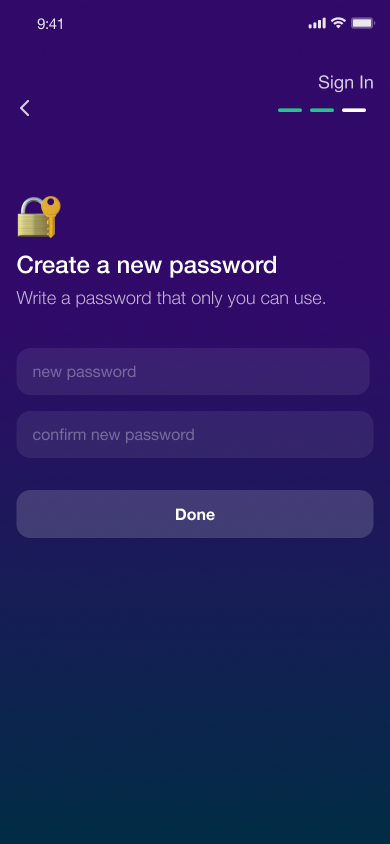 9:41
Sign In
Create a new password
Write a password that only you can use.
new password
confirm new password
Done